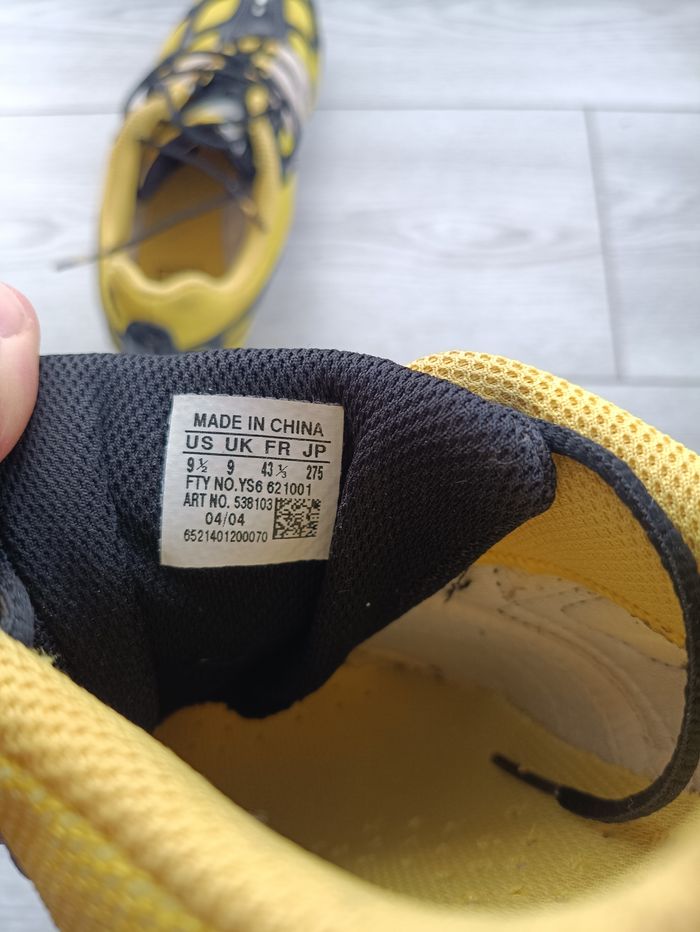 MADE IN CHINA
US UK FR JP
9½ 9 43⅓ 275
FTY NO.YS6 621001
ART NO. 538103
04/04
6521401200070